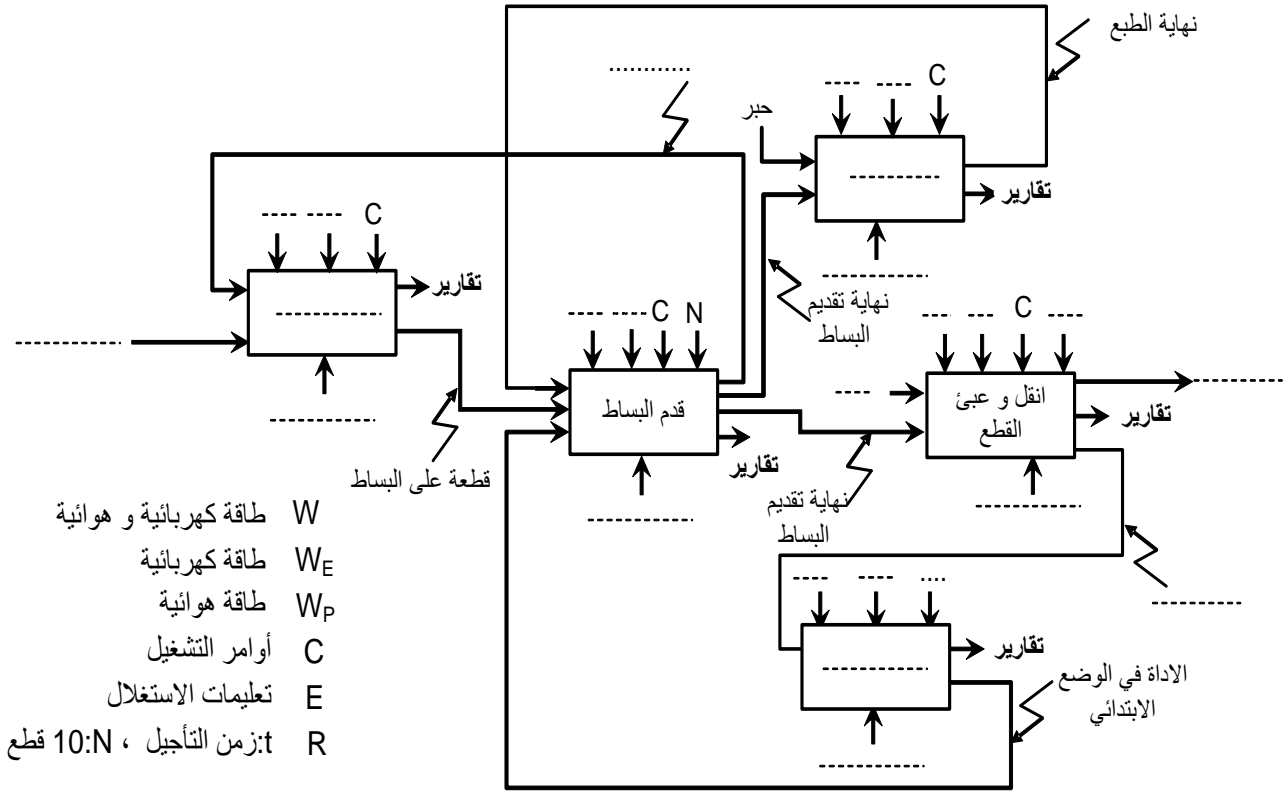 نهاية الطبع
............
---- ---- C
حبر
--------------
تقارير
--------------
---- ---- C
تقارير
--------------
--------------
--------------
نهاية تقديم
البساط
---- ---- C N
قدم البساط
تقارير
--------------
قطعة على البساط
---- ---- C ----
----
انقل و عبئ
القطع
--------------
تقارير
--------------
نهاية تقديم
البساط
--------------
---- ---- ....
--------------
تقارير
--------------
الاداة في الوضع
الابتدائي
W طاقة كهربائية و هوائية
WE طاقة كهربائية
WP طاقة هوائية
C أوامر التشغيل
E تعليمات الاستغلال
R t:زمن التأجيل ، N:10 قطع